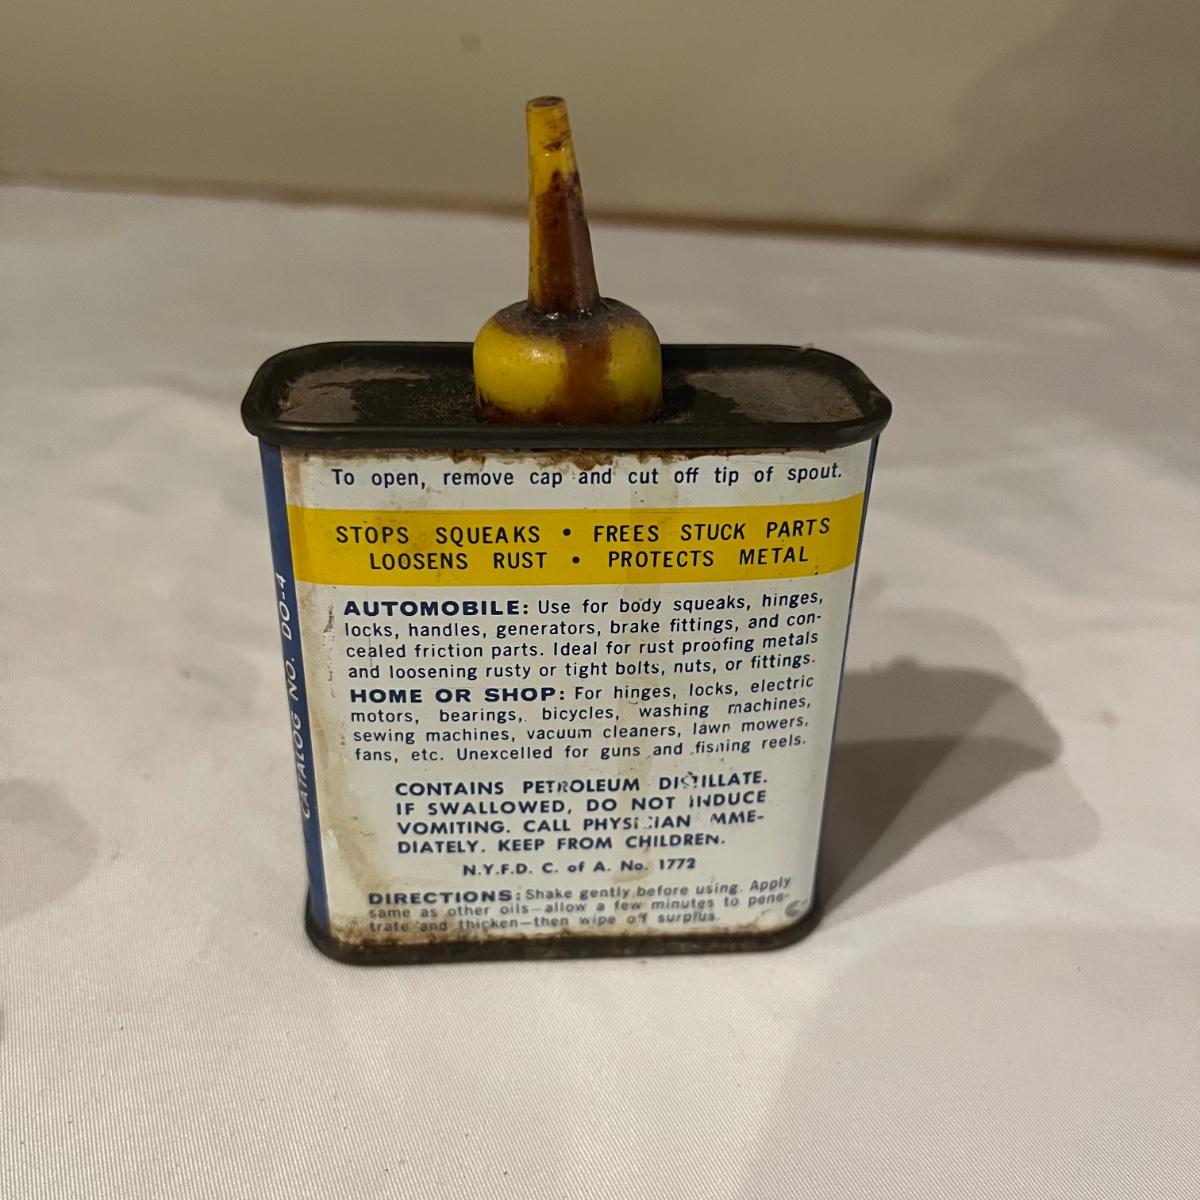 To open, remove cap and cut off tip of spout.
STOPS SQUEAKS • FREES STUCK PARTS
LOOSENS RUST • PROTECTS METAL
AUTOMOBILE: Use for body squeaks, hinges,
locks, handles, generators, brake fittings, and con-
cealed friction parts. Ideal for rust proofing metals
and loosening rusty or tight bolts, nuts, or fittings.
HOME OR SHOP: For hinges, locks, electric
motors, bearings, bicycles, washing machines,
sewing machines, vacuum cleaners, lawn mowers,
fans, etc. Unexcelled for guns and fishing reels.
CONTAINS PETROLEUM DISTILLATE.
IF SWALLOWED, DO NOT INDUCE
VOMITING. CALL PHYSICIAN IMME-
DIATELY. KEEP FROM CHILDREN.
N.Y.F.D. C. of A. No. 1772
DIRECTIONS: Shake gently before using. Apply
same as other oils—allow a few minutes to pene-
trate and thicken—then wipe off surplus.
CATALOG NO. DO-4